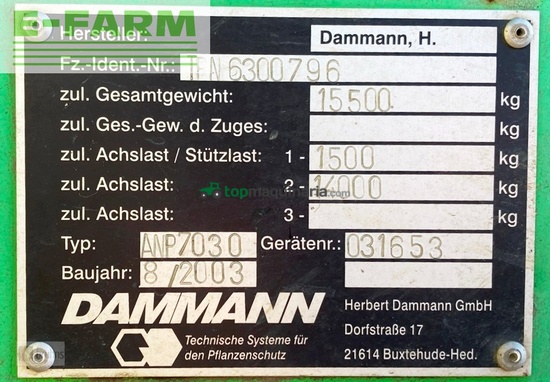 E-FARM
Hersteller: Dammann, H.
Fz.-Ident.-Nr.: 6300796
zul. Gesamtgewicht: 15500 kg
zul. Ges.-Gew. d. Zuges: kg
zul. Achslast / Stützlast: 1 - 1500 kg
zul. Achslast: 2 - 14000 kg
topmaquinaria.com
zul. Achslast: 3 - kg
Typ: ANP7030 Gerätenr.: 031653
Baujahr: 8/2003
DAMMANN
Herbert Dammann GmbH
Technische Systeme für
den Pflanzenschutz
Dorfstraße 17
21614 Buxtehude-Hed.